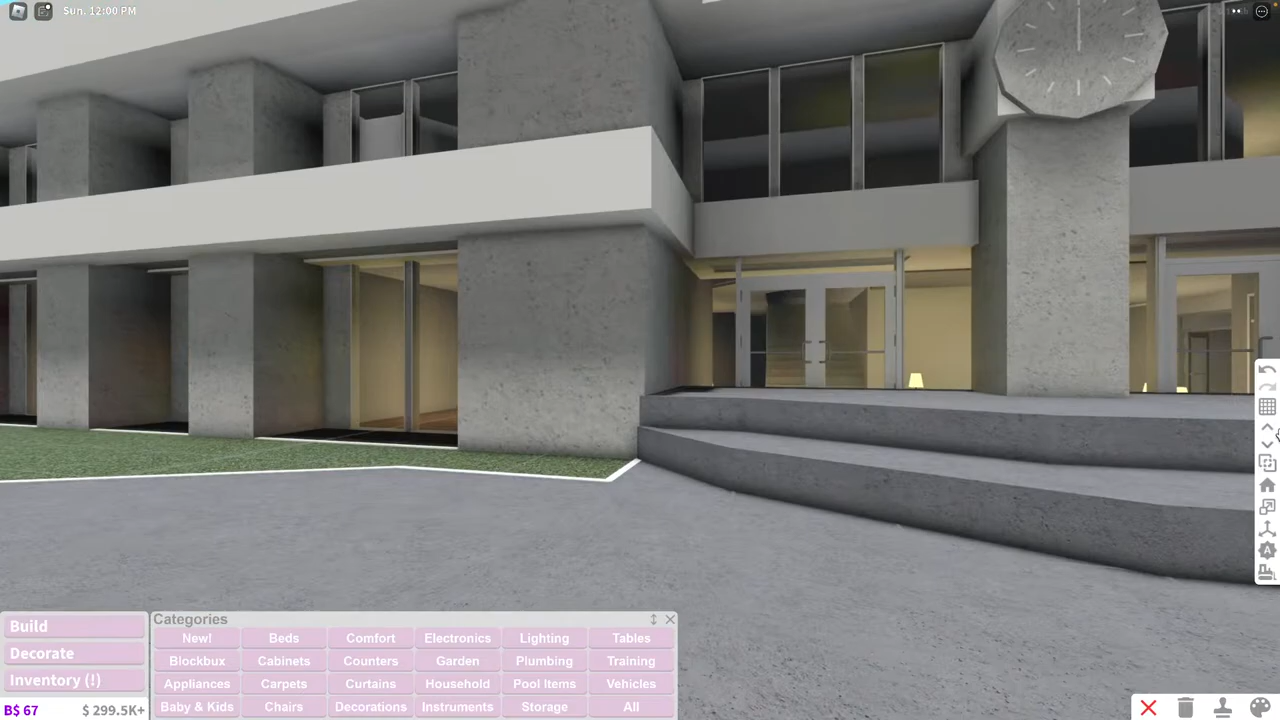 Sun. 12:00 PM
Categories
Build
Decorate
Inventory (!)
New! Beds Comfort Electronics Lighting Tables
Blockbux Cabinets Counters Garden Plumbing Training
Appliances Carpets Curtains Household Pool Items Vehicles
Baby & Kids Chairs Decorations Instruments Storage All
B$ 67 $ 299.5K+
A